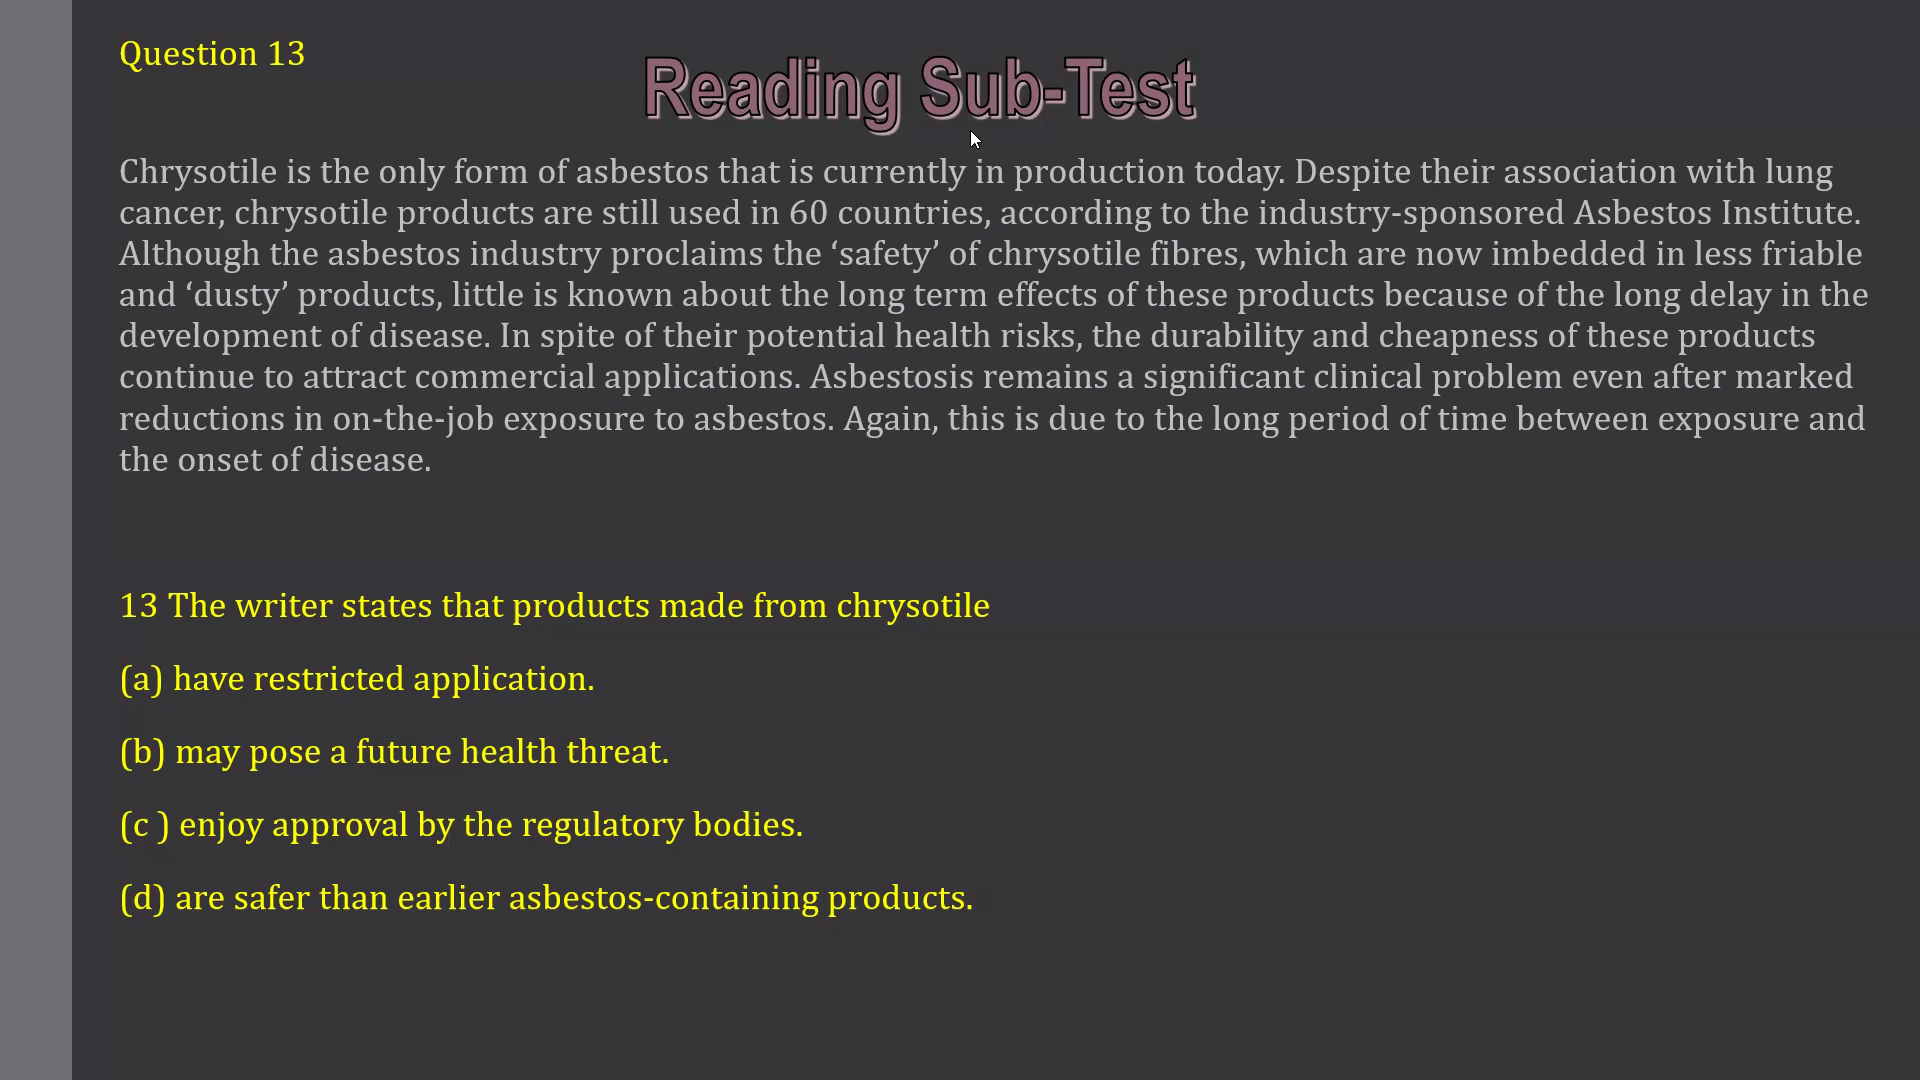 Question 13
Reading Sub-Test
Chrysotile is the only form of asbestos that is currently in production today. Despite their association with lung
cancer, chrysotile products are still used in 60 countries, according to the industry-sponsored Asbestos Institute.
Although the asbestos industry proclaims the ‘safety’ of chrysotile fibres, which are now imbedded in less friable
and ‘dusty’ products, little is known about the long term effects of these products because of the long delay in the
development of disease. In spite of their potential health risks, the durability and cheapness of these products
continue to attract commercial applications. Asbestosis remains a significant clinical problem even after marked
reductions in on-the-job exposure to asbestos. Again, this is due to the long period of time between exposure and
the onset of disease.
13 The writer states that products made from chrysotile
(a) have restricted application.
(b) may pose a future health threat.
(c ) enjoy approval by the regulatory bodies.
(d) are safer than earlier asbestos-containing products.